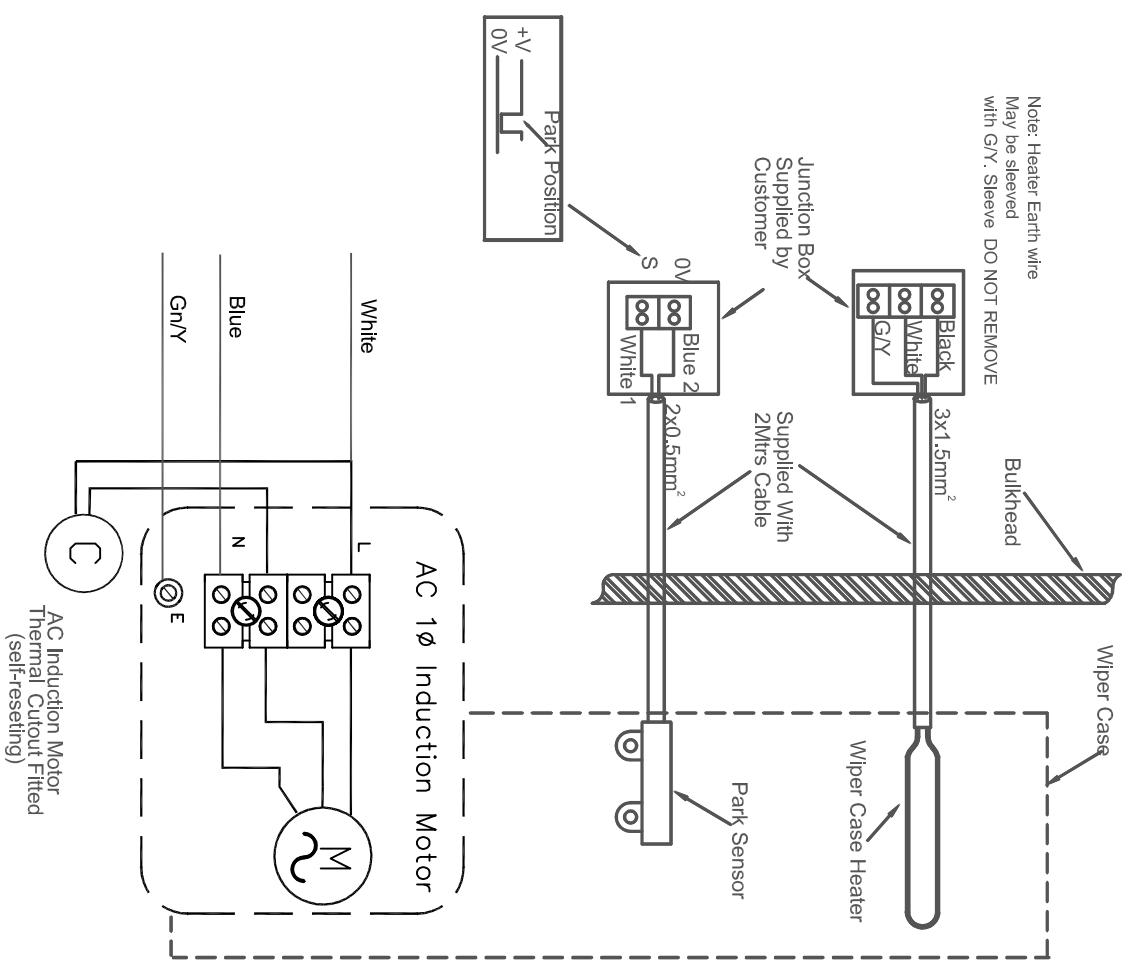 Note: Heater Earth wire
May be sleeved
with G/Y. Sleeve DO NOT REMOVE
Bulkhead
Wiper Case
Black
White
G/Y
3x1.5mm²
Wiper Case Heater
Junction Box
Supplied by
Customer
Supplied With
2Mtrs Cable
0V
S
Blue 2
White 1
2x0.5mm²
Park Sensor
Park Position
+V
0V
AC 1ø Induction Motor
White
L
Blue
N
Gn/Y
E
M
C
AC Induction Motor
Thermal Cutout Fitted
(self-reseting)